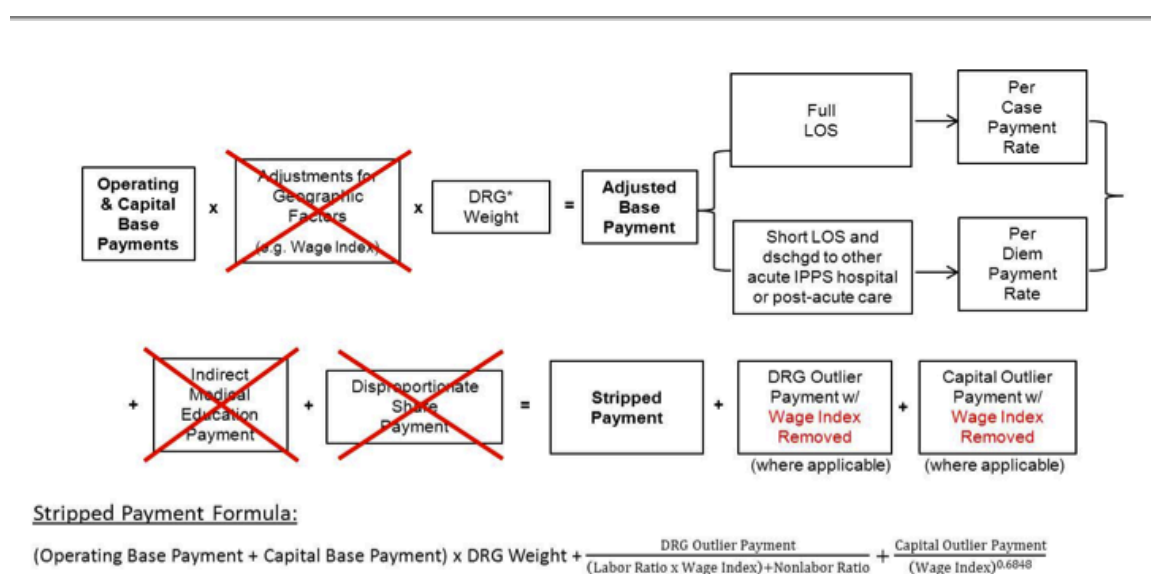 Operating
& Capital
Base
Payments
x
Adjustments for
Geographic
Factors
(e.g. Wage Index)
x
DRG*
Weight
=
Adjusted
Base
Payment
Full
LOS
Per
Case
Payment
Rate
Short LOS and
dschgd to other
acute IPPS hospital
or post-acute care
Per
Diem
Payment
Rate
+
Indirect
Medical
Education
Payment
+
Disproportionate
Share
Payment
=
Stripped
Payment
+
DRG Outlier
Payment w/
Wage Index
Removed
(where applicable)
+
Capital Outlier
Payment w/
Wage Index
Removed
(where applicable)
Stripped Payment Formula:
(Operating Base Payment + Capital Base Payment) x DRG Weight + DRG Outlier Payment / (Labor Ratio x Wage Index)+Nonlabor Ratio + Capital Outlier Payment / (Wage Index)^0.6848